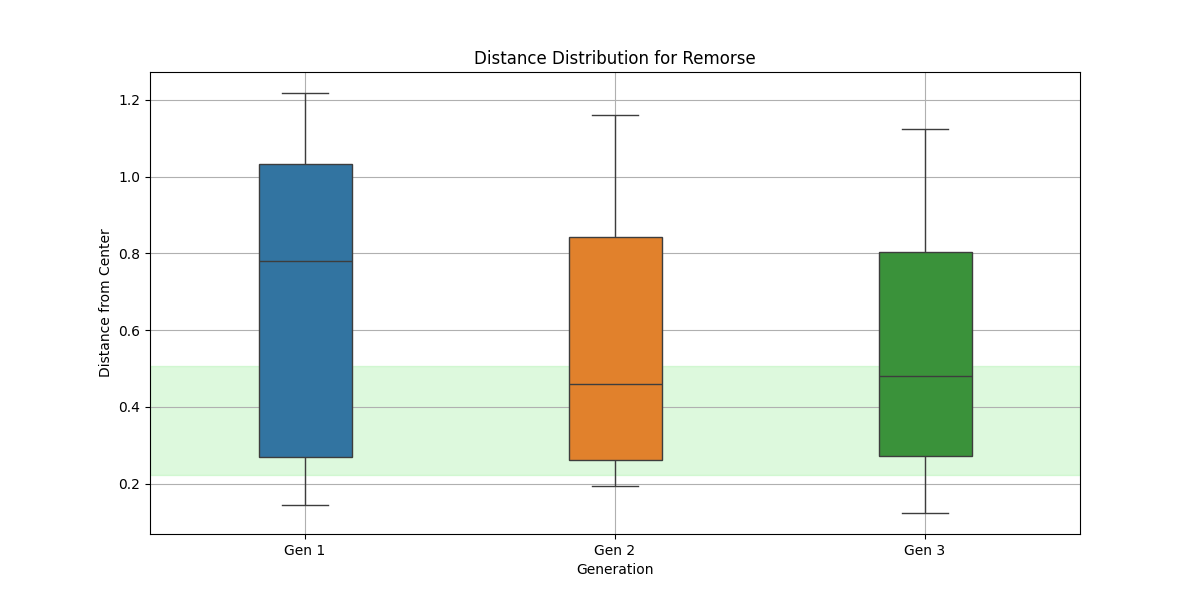 Distance Distribution for Remorse
1.2
1.0
0.8
0.6
0.4
0.2
Distance from Center
Gen 1 Gen 2 Gen 3
Generation